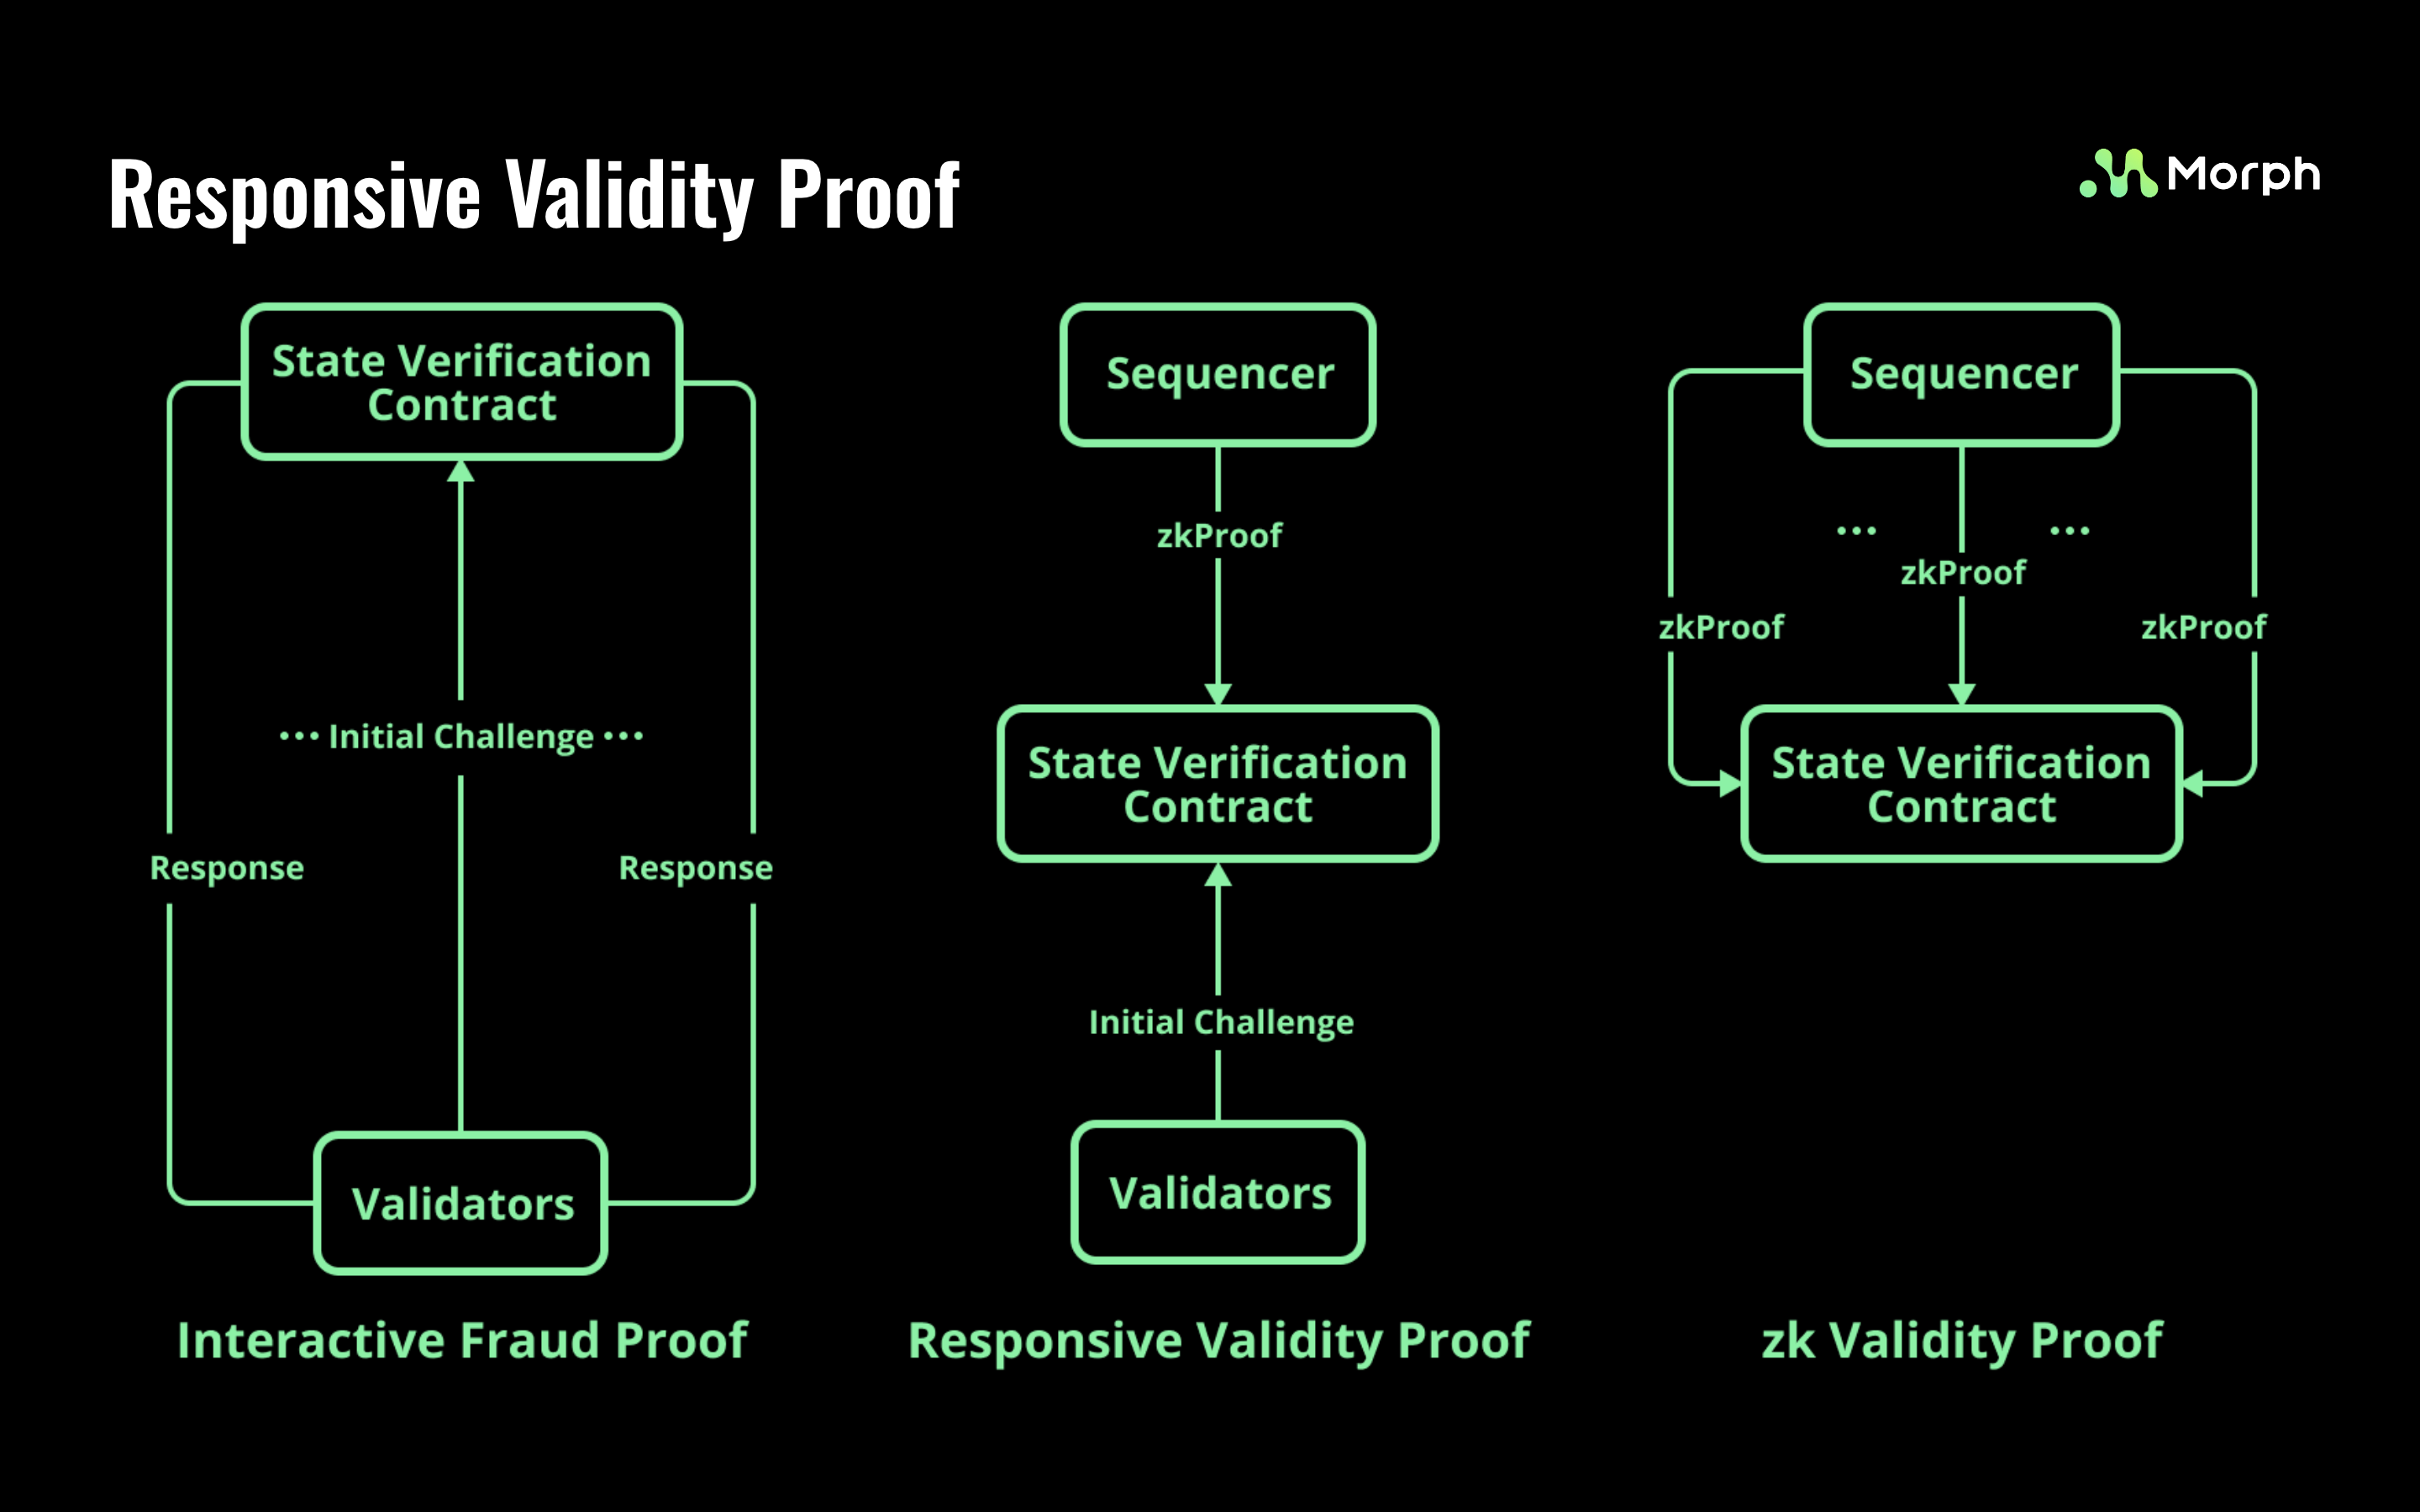 Responsive Validity Proof
Morph
State Verification
Contract
••• Initial Challenge •••
Response
Response
Validators
Interactive Fraud Proof
Sequencer
zkProof
State Verification
Contract
Initial Challenge
Validators
Responsive Validity Proof
Sequencer
•••
•••
zkProof
zkProof
zkProof
State Verification
Contract
zk Validity Proof